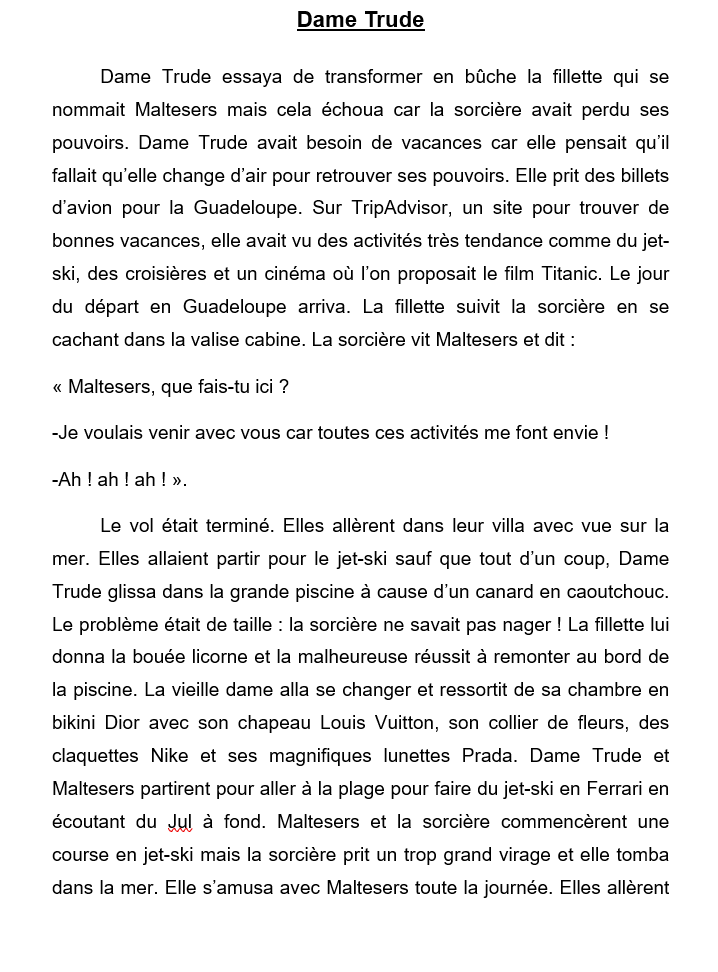 Dame Trude
Dame Trude essaya de transformer en bûche la fillette qui se
nommait Maltesers mais cela échoua car la sorcière avait perdu ses
pouvoirs. Dame Trude avait besoin de vacances car elle pensait qu’il
fallait qu’elle change d’air pour retrouver ses pouvoirs. Elle prit des billets
d’avion pour la Guadeloupe. Sur TripAdvisor, un site pour trouver de
bonnes vacances, elle avait vu des activités très tendance comme du jet-
ski, des croisières et un cinéma où l’on proposait le film Titanic. Le jour
du départ en Guadeloupe arriva. La fillette suivit la sorcière en se
cachant dans la valise cabine. La sorcière vit Maltesers et dit :
« Maltesers, que fais-tu ici ?
-Je voulais venir avec vous car toutes ces activités me font envie !
-Ah ! ah ! ah ! ».
Le vol était terminé. Elles allèrent dans leur villa avec vue sur la
mer. Elles allaient partir pour le jet-ski sauf que tout d’un coup, Dame
Trude glissa dans la grande piscine à cause d’un canard en caoutchouc.
Le problème était de taille : la sorcière ne savait pas nager ! La fillette lui
donna la bouée licorne et la malheureuse réussit à remonter au bord de
la piscine. La vieille dame alla se changer et ressortit de sa chambre en
bikini Dior avec son chapeau Louis Vuitton, son collier de fleurs, des
claquettes Nike et ses magnifiques lunettes Prada. Dame Trude et
Maltesers partirent pour aller à la plage pour faire du jet-ski en Ferrari en
écoutant du Jul à fond. Maltesers et la sorcière commencèrent une
course en jet-ski mais la sorcière prit un trop grand virage et elle tomba
dans la mer. Elle s’amusa avec Maltesers toute la journée. Elles allèrent